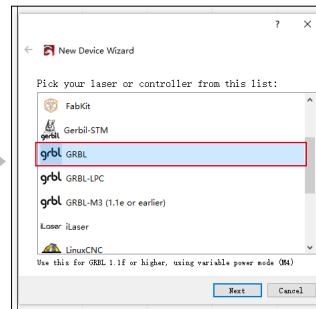 ?
New Device Wizard
Pick your laser or controller from this list:
FabKit
gerbil Gerbil-STM
grbl GRBL
grbl GRBL-LPC
grbl GRBL-M3 (1.1e or earlier)
iLaser iLaser
LinuxCNC
Use this for GRBL 1.1f or higher, using variable power mode (M4)
Next Cancel